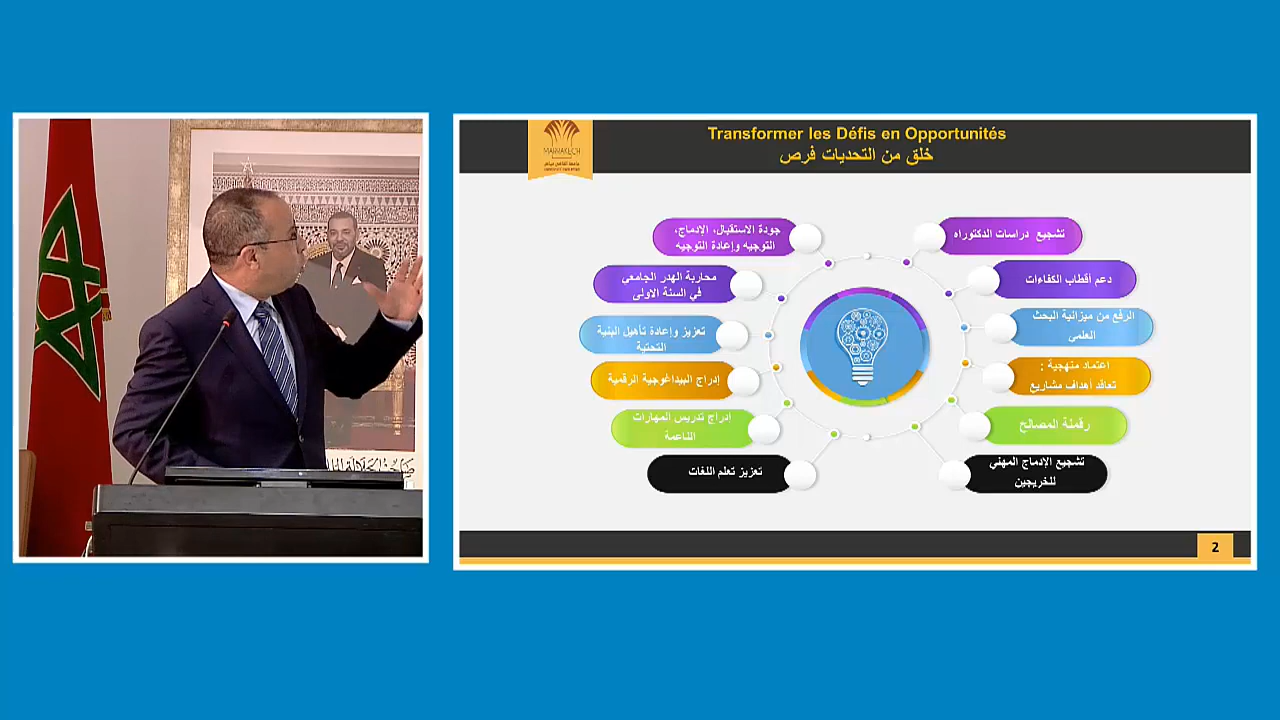 MARRAKECH
Transformer les Défis en Opportunités
خلق من التحديات فرص
تشجيع دراسات الدكتوراه
دعم أقطاب الكفاءات
الرفع من ميزانية البحث
العلمي
اعتماد منهجية :
تعاقد أهداف مشاريع
رقمنة المصالح
تشجيع الإدماج المهني
للخريجين
جودة الاستقبال، الإدماج،
التوجيه وإعادة التوجيه
محاربة الهدر الجامعي
في السنة الاولى
تعزيز وإعادة تأهيل البنية
التحتية
إدراج البيداغوجية الرقمية
إدراج تدريس المهارات
الناعمة
تعزيز تعلم اللغات
2